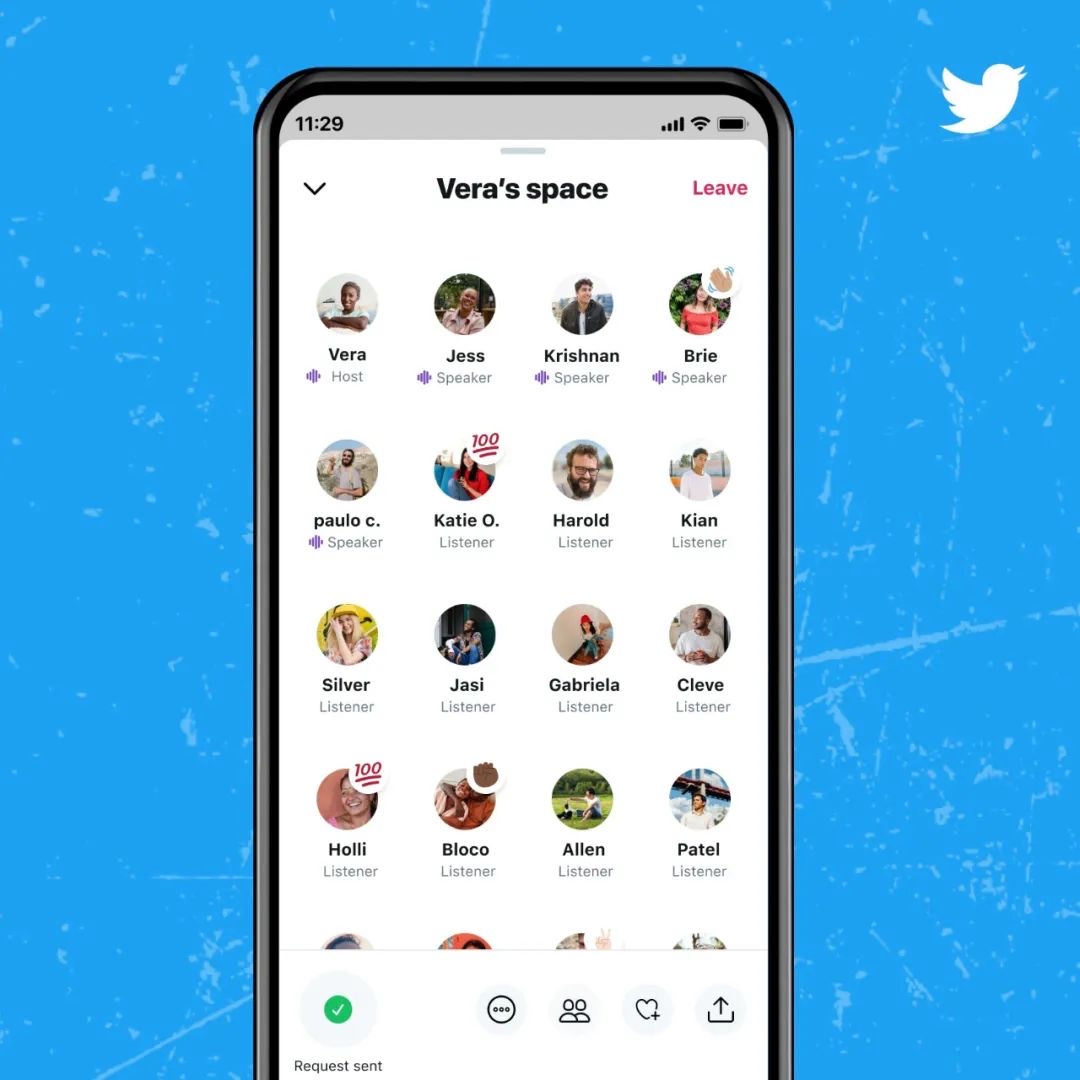 11:29
Vera's space
Leave
Vera
Jess
Krishnan
Brie
Host
Speaker
Speaker
Speaker
100
paulo c.
Katie O.
Harold
Kian
Speaker
Listener
Listener
Listener
Silver
Jasi
Gabriela
Cleve
Listener
Listener
Listener
Listener
100
Holli
Bloco
Allen
Patel
Listener
Listener
Listener
Listener
Request sent